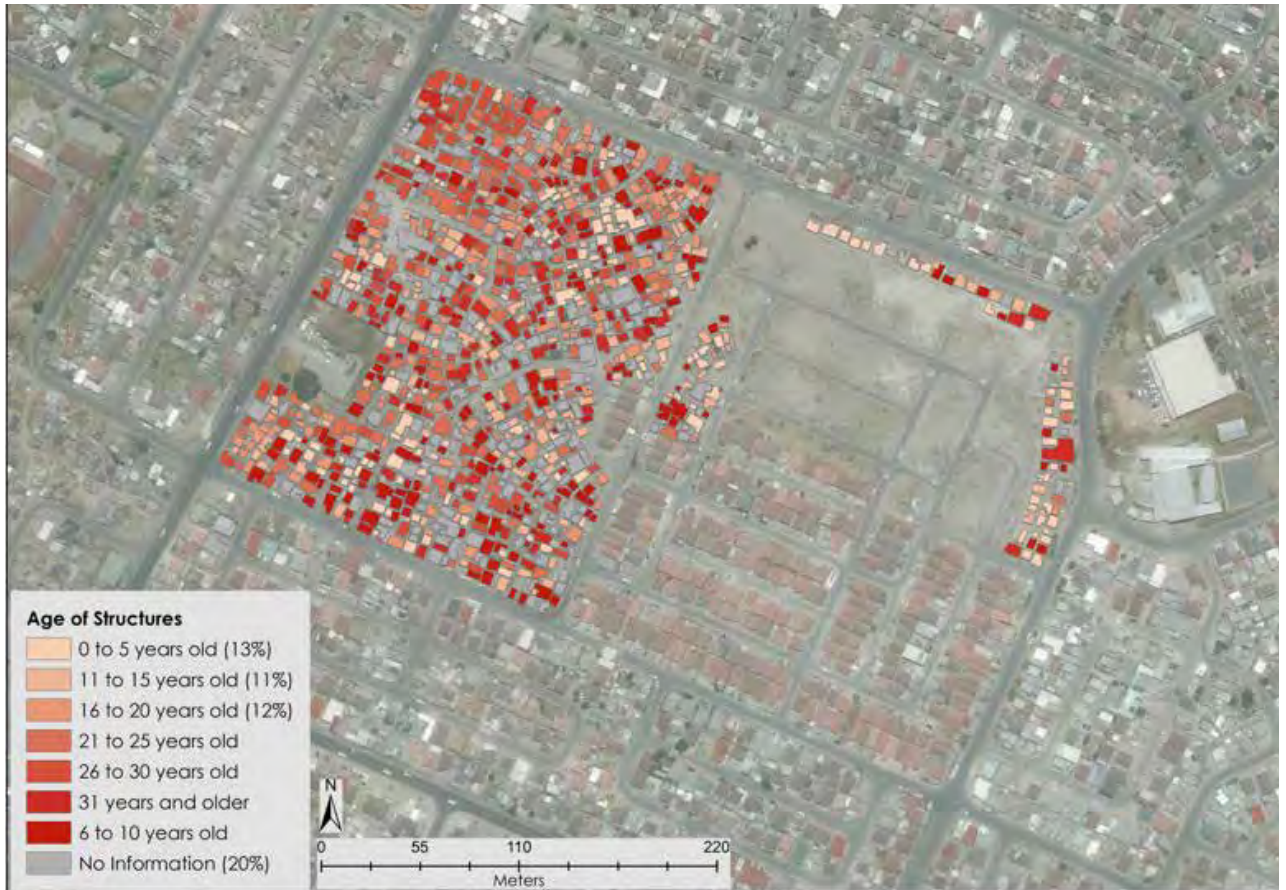 Age of Structures
0 to 5 years old (13%)
11 to 15 years old (11%)
16 to 20 years old (12%)
21 to 25 years old
26 to 30 years old
31 years and older
6 to 10 years old
No Information (20%)
N
0 55 110 220
Meters